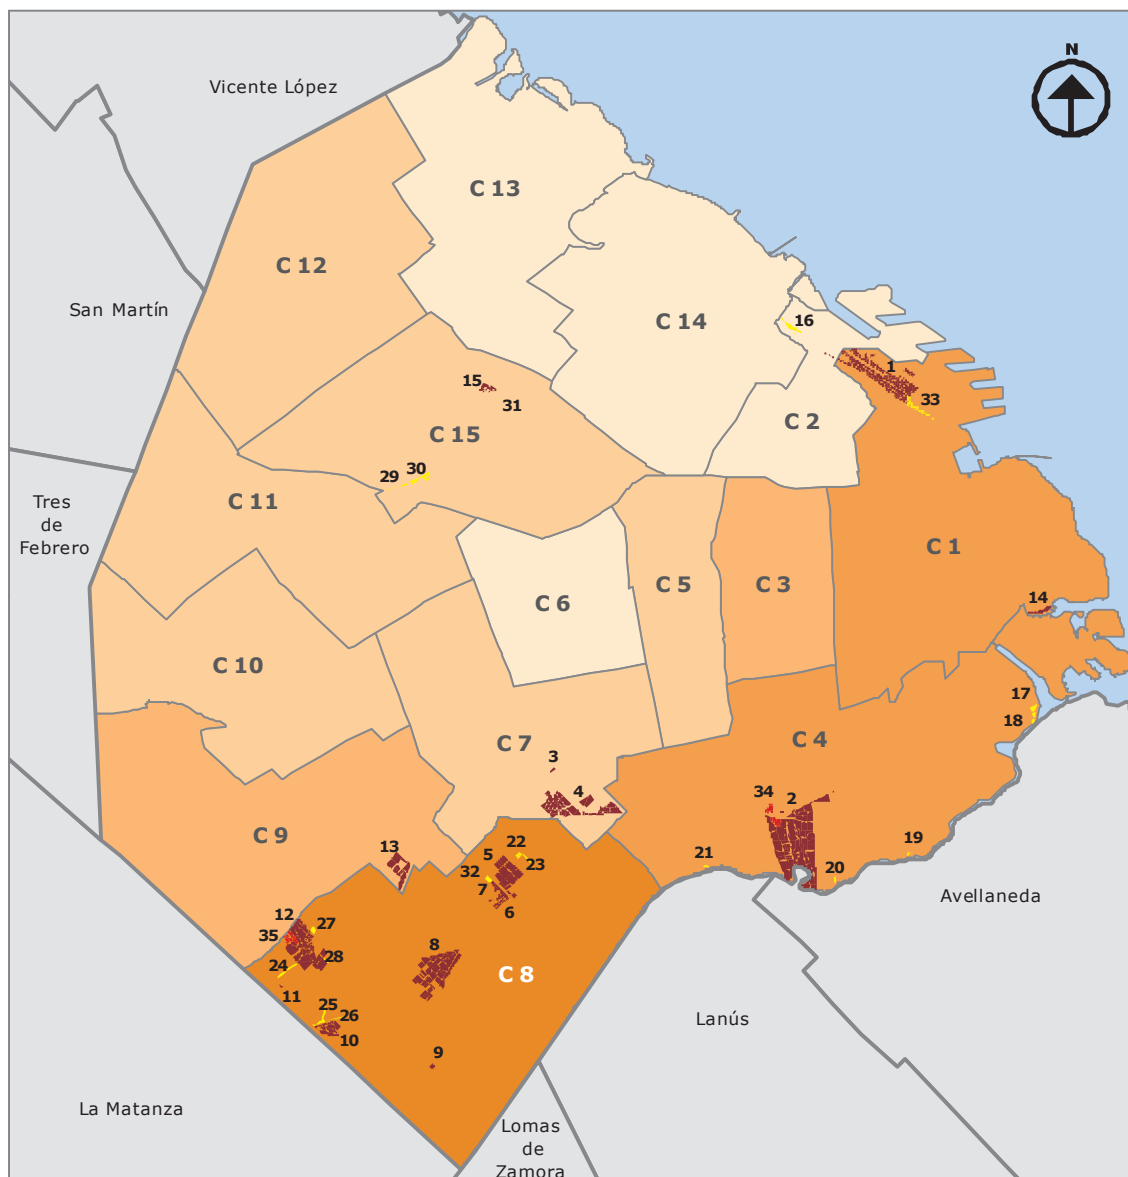 N
Vicente López
C 13
C 12
San Martín
C 14
16
1
15
33
31
C 2
C 15
30
29
Tres
de
Febrero
C 11
C 1
C 5
C 3
C 6
14
C 10
17
18
C 7
C 4
3
4
34
2
C 9
19
13
22
5
21
23
20
32
7
Avellaneda
6
12
27
35
8
28
24
C 8
11
25
26
Lanús
10
9
La Matanza
Lomas
de
Zamora